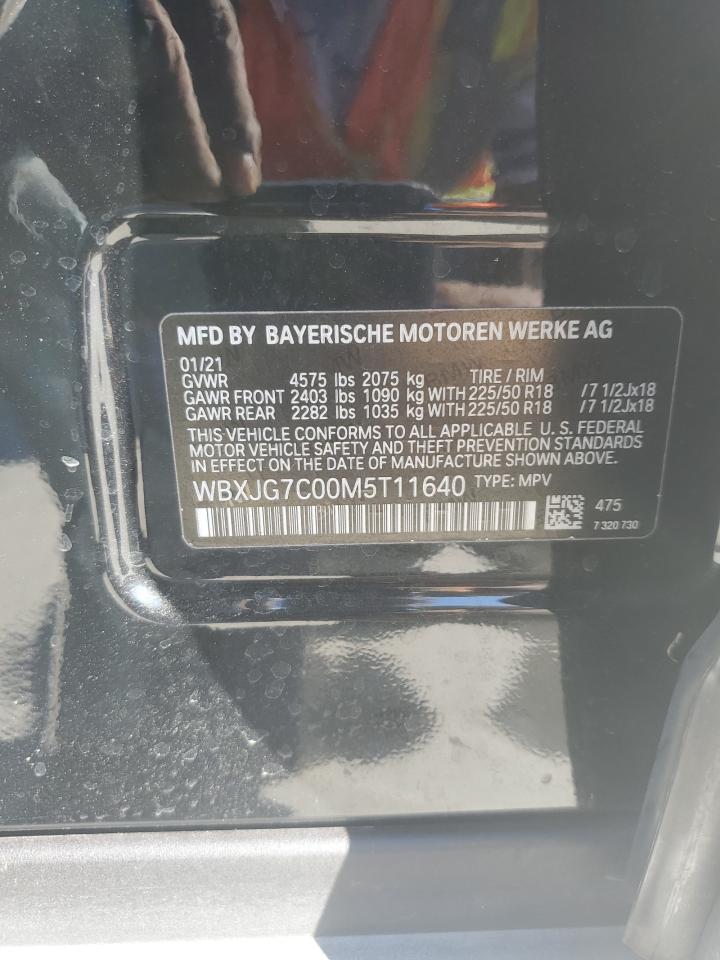 MFD BY BAYERISCHE MOTOREN WERKE AG
01/21 TIRE / RIM
GVWR 4575 lbs 2075 kg
GAWR FRONT 2403 lbs 1090 kg WITH 225/50 R18 /7 1/2Jx18
GAWR REAR 2282 lbs 1035 kg WITH 225/50 R18 /7 1/2Jx18
THIS VEHICLE CONFORMS TO ALL APPLICABLE U. S. FEDERAL
MOTOR VEHICLE SAFETY AND THEFT PREVENTION STANDARDS
IN EFFECT ON THE DATE OF MANUFACTURE SHOWN ABOVE.
WBXJG7C00M5T11640 TYPE: MPV
475
7 320 730